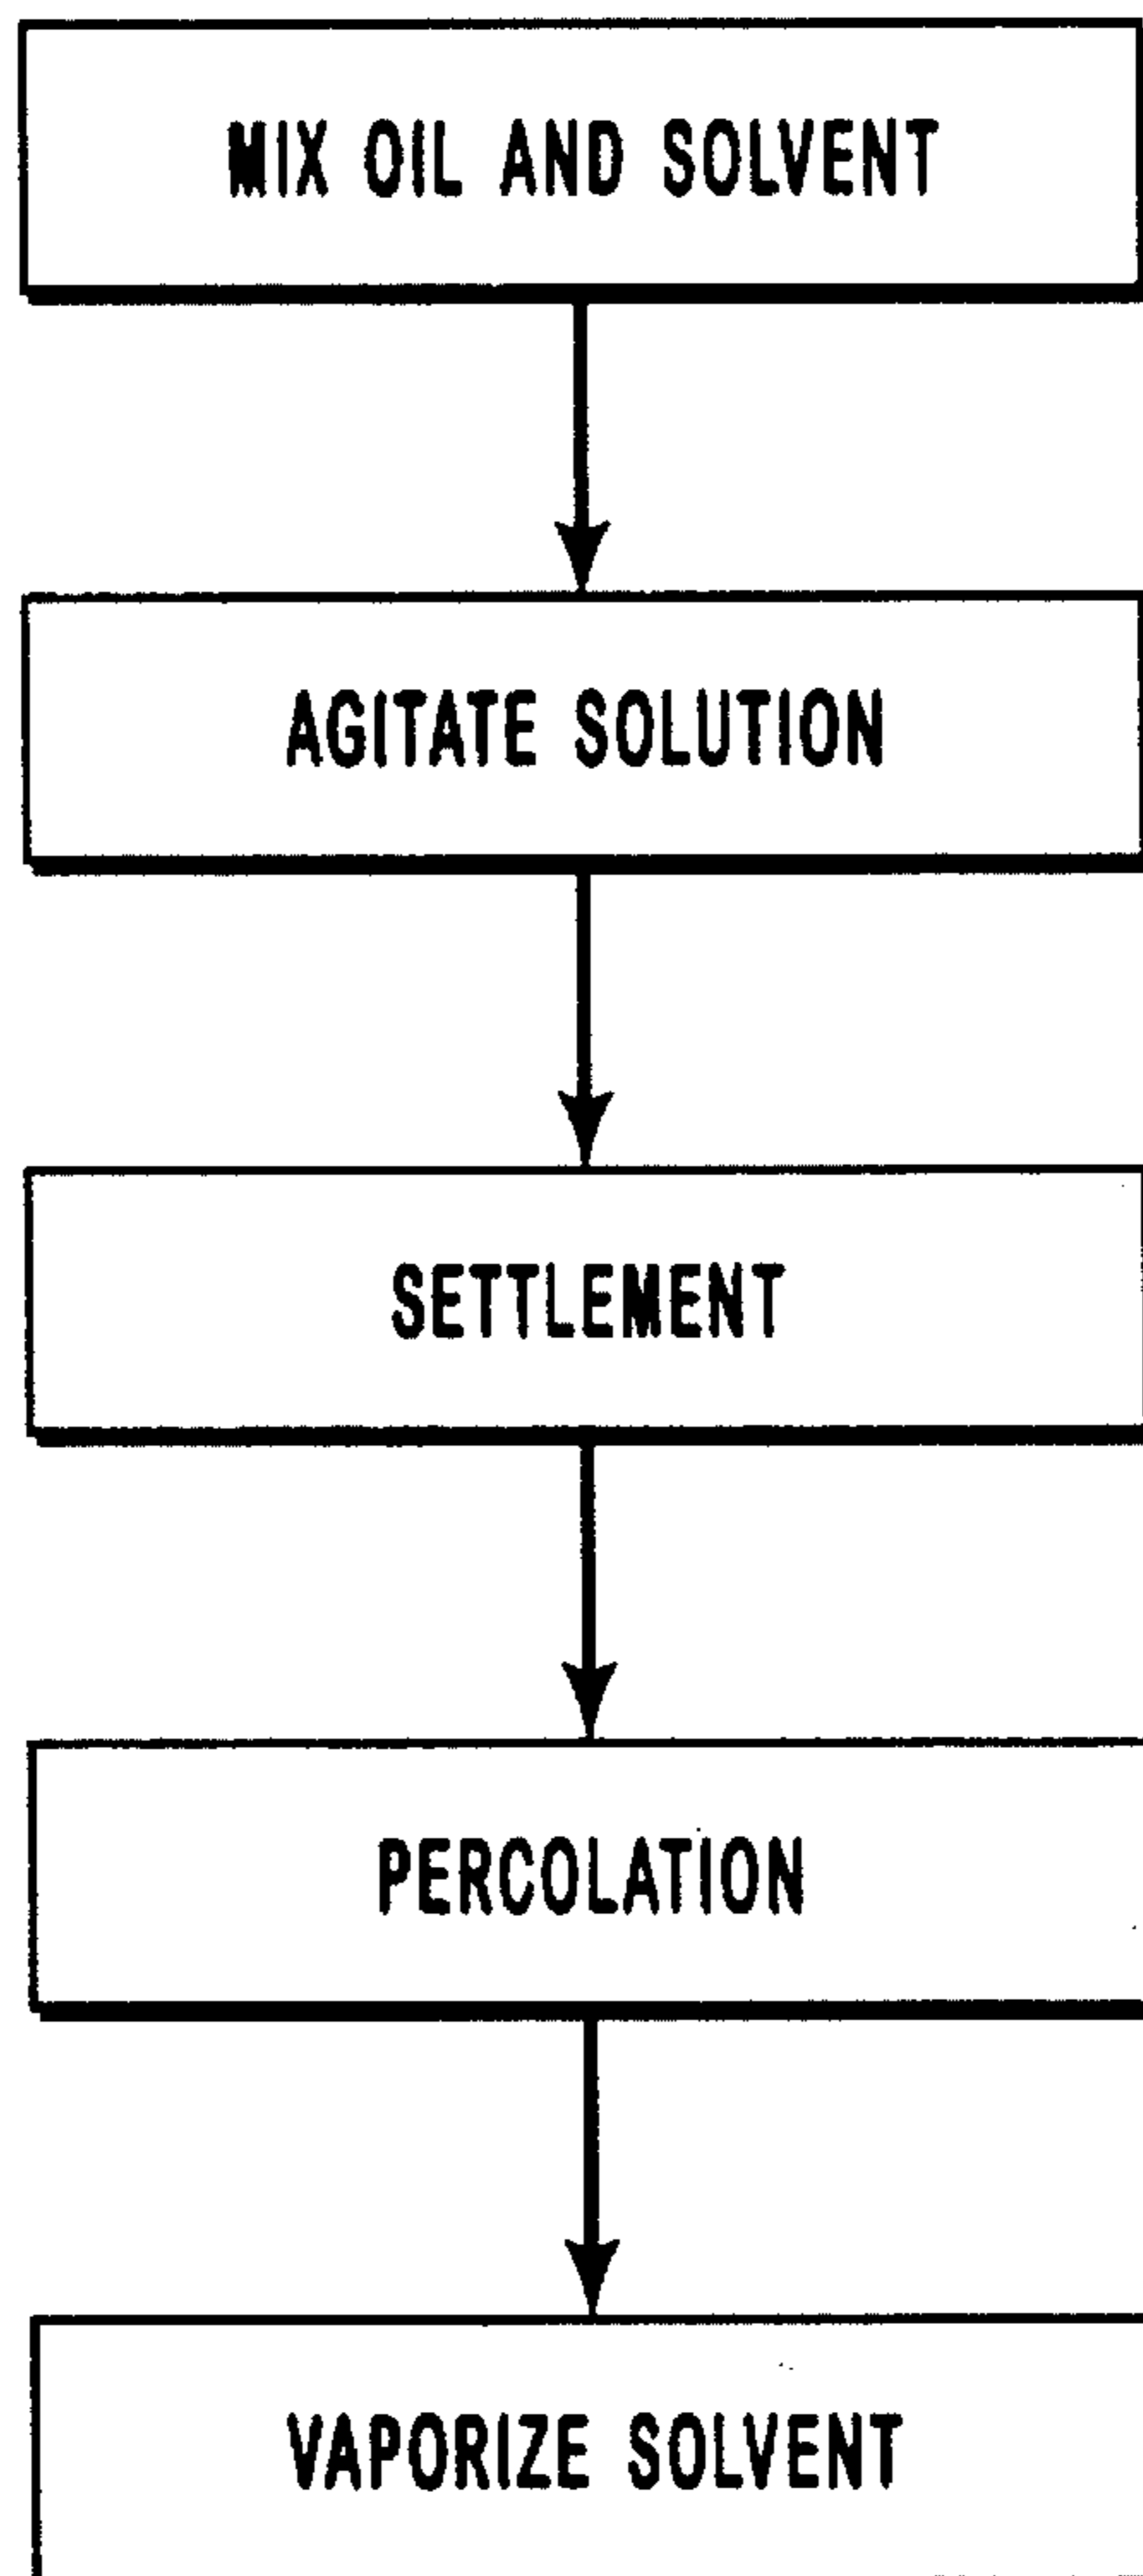 MIX OIL AND SOLVENT
AGITATE SOLUTION
SETTLEMENT
PERCOLATION
VAPORIZE SOLVENT